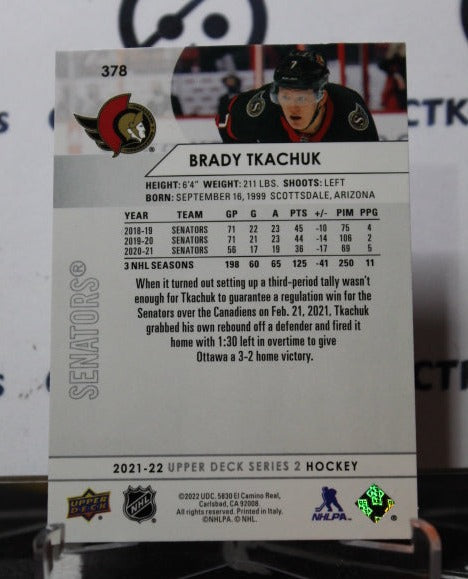 378
7
BRADY TKACHUK
HEIGHT: 6'4" WEIGHT: 211 LBS. SHOOTS: LEFT
BORN: SEPTEMBER 16, 1999 SCOTTSDALE, ARIZONA
YEAR TEAM GP G A PTS +/- PIM PPG
2018-19 SENATORS 71 22 23 45 -10 75 4
2019-20 SENATORS 71 21 23 44 -14 106 2
2020-21 SENATORS 56 17 19 36 -17 69 5
3 NHL SEASONS 198 60 65 125 -41 250 11
SENATORS®
When it turned out setting up a third-period tally wasn't
enough for Tkachuk to guarantee a regulation win for the
Senators over the Canadiens on Feb. 21, 2021, Tkachuk
grabbed his own rebound off a defender and fired it
home with 1:30 left in overtime to give
Ottawa a 3-2 home victory.
2021-22 UPPER DECK SERIES 2 HOCKEY
UPPER DECK
NHL
©2022 UDC. 5830 El Camino Real,
Carlsbad, CA 92008.
All rights reserved. Printed in Italy.
©NHLPA. © NHL.
NHLPA